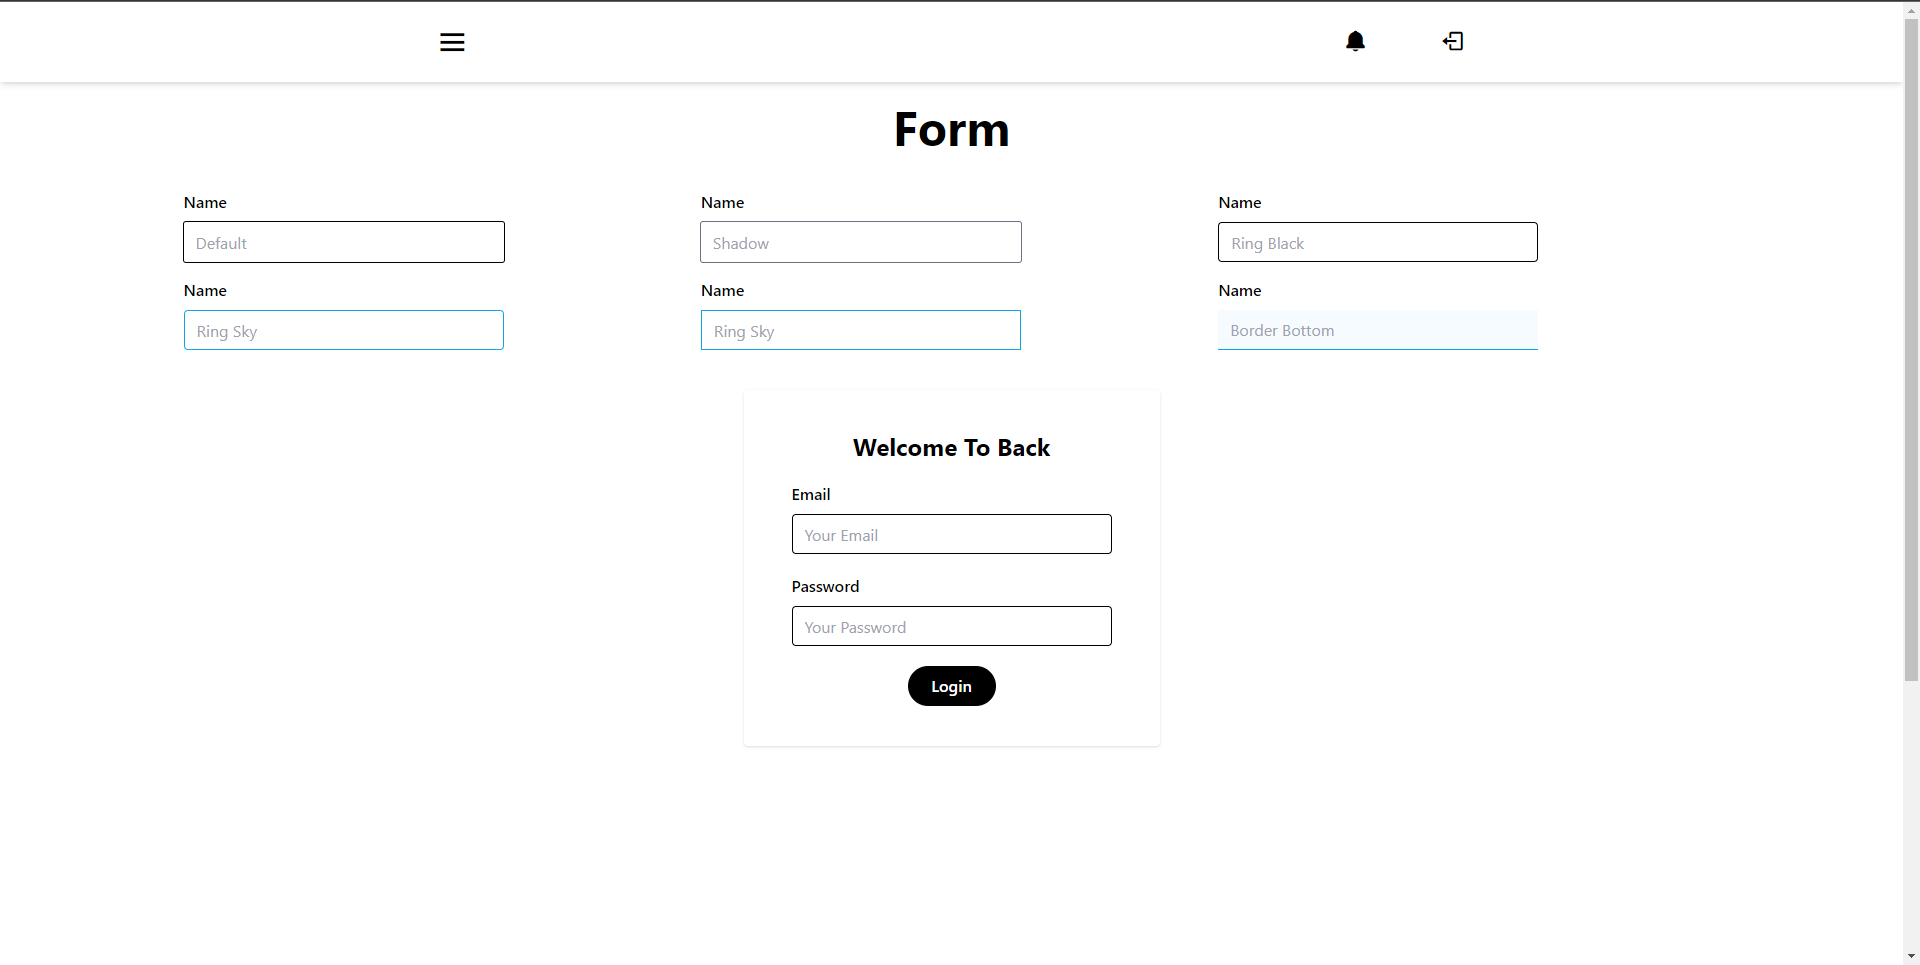 Form
Name Name Name
Default Shadow Ring Black
Name Name Name
Ring Sky Ring Sky Border Bottom
Welcome To Back
Email
Your Email
Password
Your Password
Login